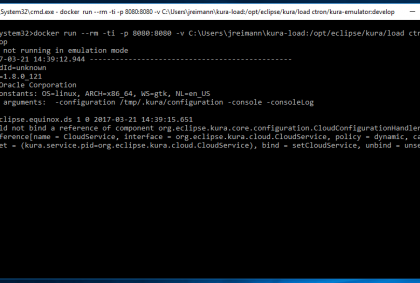 System32\cmd.exe - docker run --rm -ti -p 8080:8080 -v C:\Users\jreimann\kura-load:/opt/eclipse/kura/load ctron/kura-emulator:develop
ystem32>docker run --rm -ti -p 8080:8080 -v C:\Users\jreimann\kura-load:/opt/eclipse/kura/load ctron
op
not running in emulation mode
17-03-21 14:39:12.944
dId=unknown
=1.8.0_121
Oracle Corporation
onstants: OS=linux, ARCH=x86_64, WS=gtk, NL=en_US
arguments: -configuration /tmp/.kura/configuration -console -consoleLog
clipse.equinox.ds 1 0 2017-03-21 14:39:15.651
ld not bind a reference of component org.eclipse.kura.core.configuration.CloudConfigurationHandler
ference[name = CloudService, interface = org.eclipse.kura.cloud.CloudService, policy = dynamic, ca
et = (kura.service.pid=org.eclipse.kura.cloud.CloudService), bind = setCloudService, unbind = unse